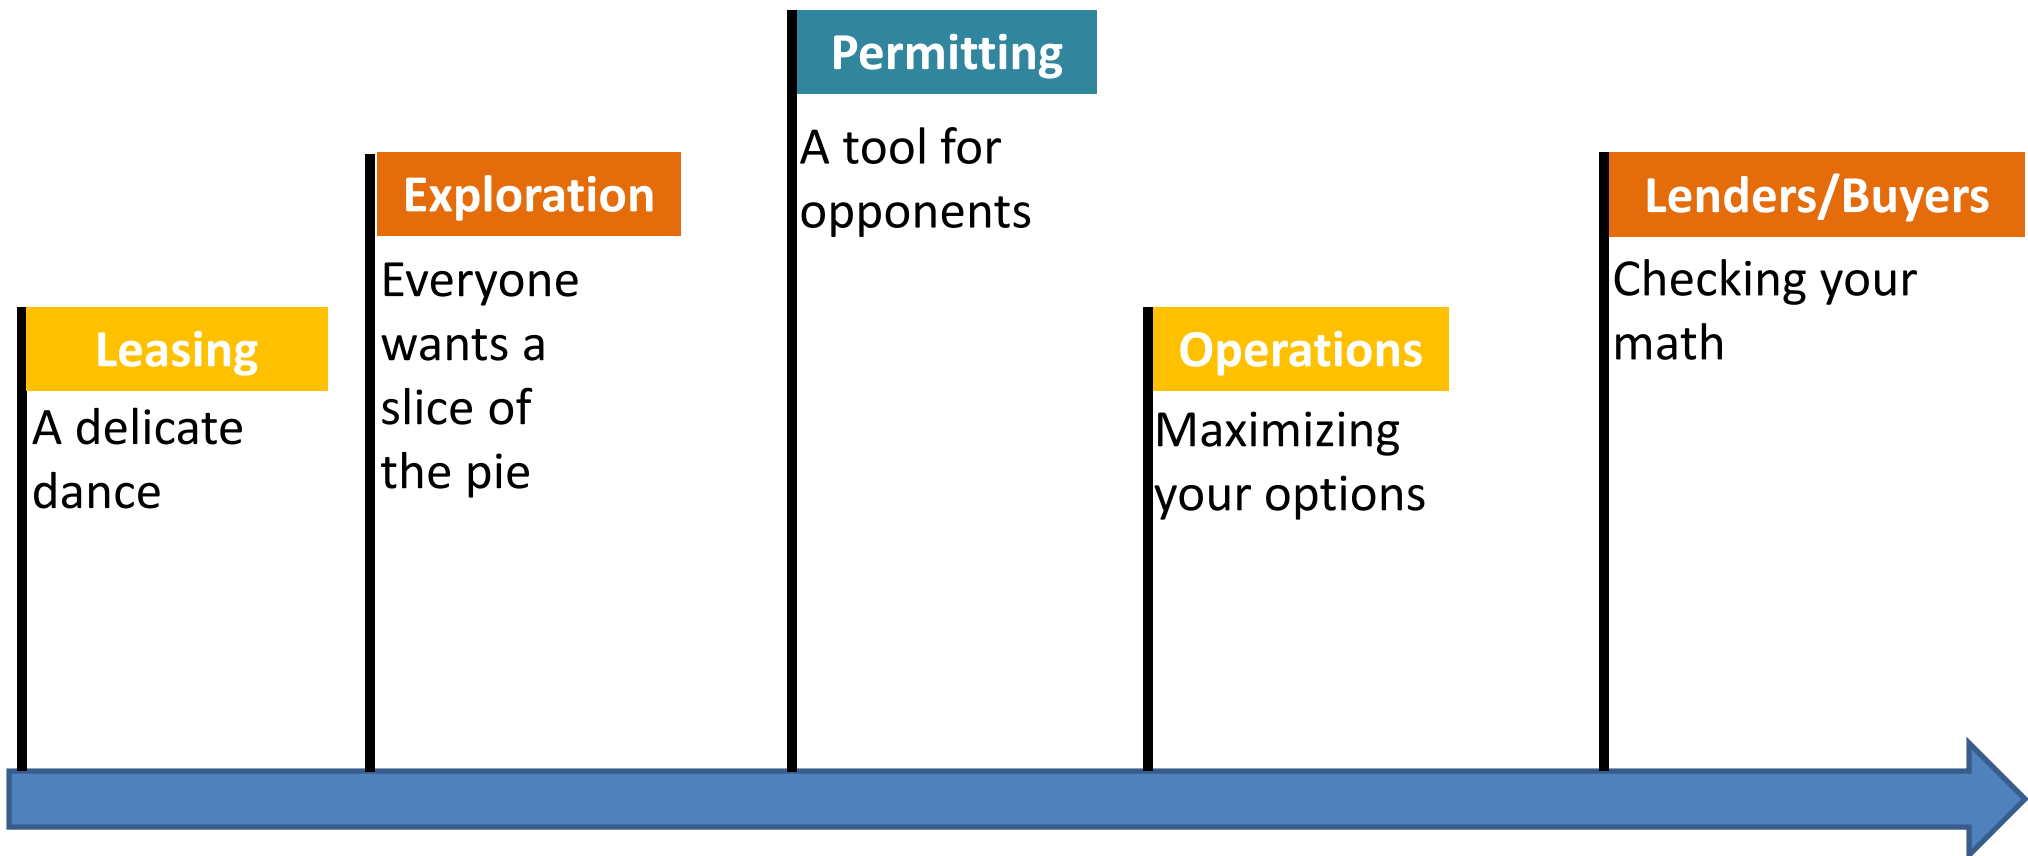 Leasing
A delicate
dance
Exploration
Everyone
wants a
slice of
the pie
Permitting
A tool for
opponents
Operations
Maximizing
your options
Lenders/Buyers
Checking your
math